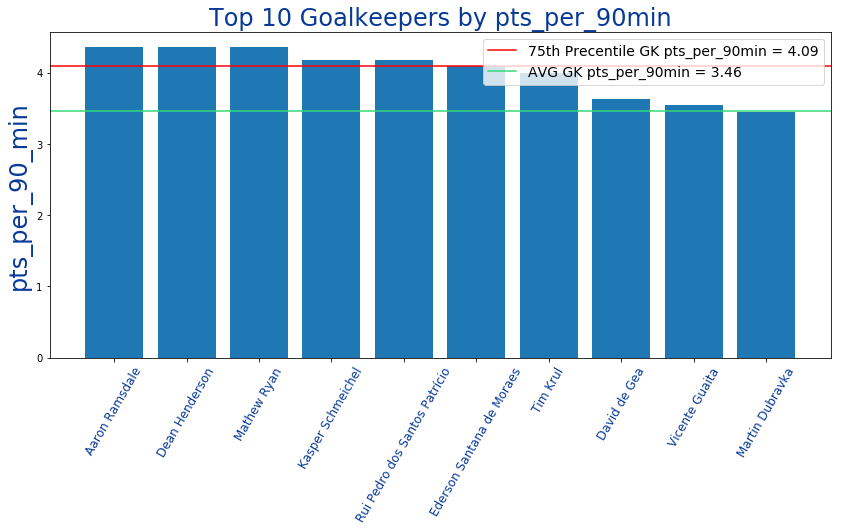 Top 10 Goalkeepers by pts_per_90min
75th Precentile GK pts_per_90min = 4.09
AVG GK pts_per_90min = 3.46
pts_per_90_min
4
3
2
1
0
Aaron Ramsdale
Dean Henderson
Mathew Ryan
Kasper Schmeichel
Rui Pedro dos Santos Patrício
Ederson Santana de Moraes
Tim Krul
David de Gea
Vicente Guaita
Martin Dubravka